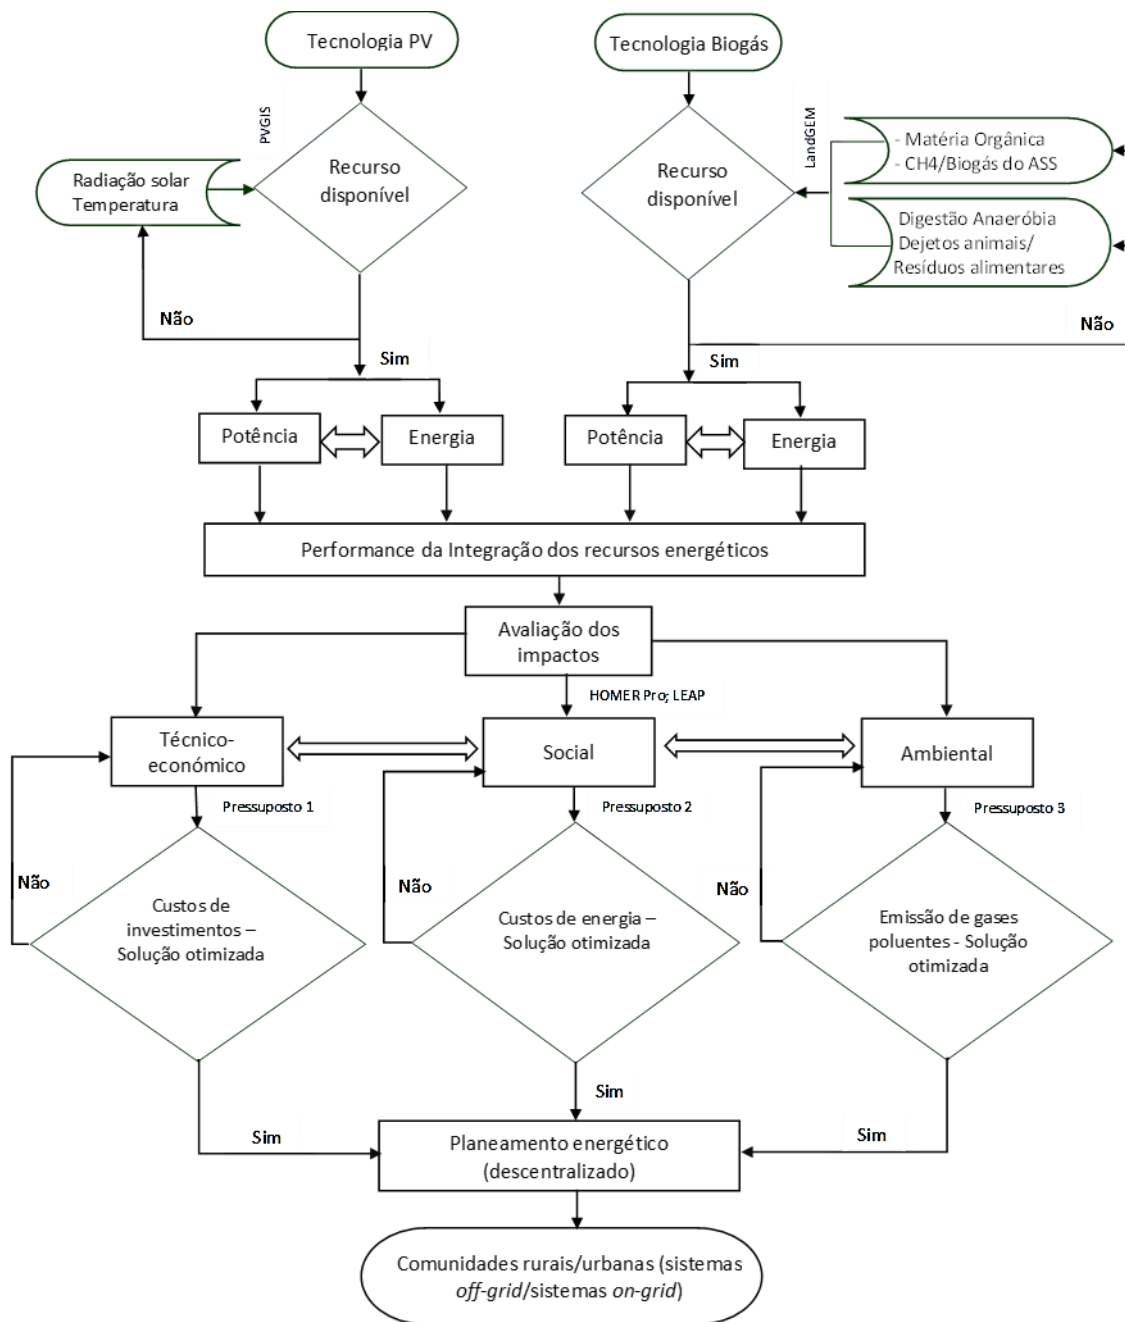 Tecnologia PV
Tecnologia Biogás
PVGIS
LandGEM
Recurso
disponível
Radiação solar
Temperatura
Recurso
disponível
- Matéria Orgânica
- CH4/Biogás do ASS
Digestão Anaeróbia
Dejetos animais/
Resíduos alimentares
Não
Sim
Sim
Não
Potência
Energia
Potência
Energia
Performance da Integração dos recursos energéticos
Avaliação dos
impactos
HOMER Pro; LEAP
Técnico-
económico
Social
Ambiental
Pressuposto 1
Pressuposto 2
Pressuposto 3
Não
Não
Não
Custos de
investimentos –
Solução otimizada
Custos de energia –
Solução otimizada
Emissão de gases
poluentes - Solução
otimizada
Sim
Sim
Sim
Planeamento energético
(descentralizado)
Comunidades rurais/urbanas (sistemas
off-grid/sistemas on-grid)